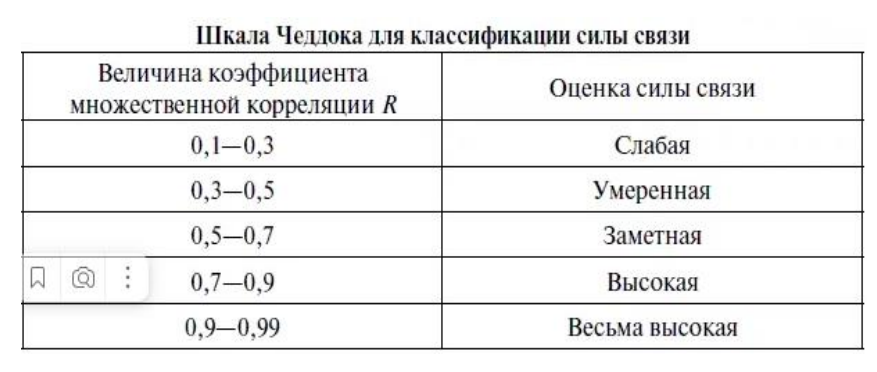 Шкала Чеддока для классификации силы связи
Величина коэффициента
множественной корреляции R
Оценка силы связи
0,1—0,3
Слабая
0,3—0,5
Умеренная
0,5—0,7
Заметная
0,7—0,9
Высокая
0,9—0,99
Весьма высокая